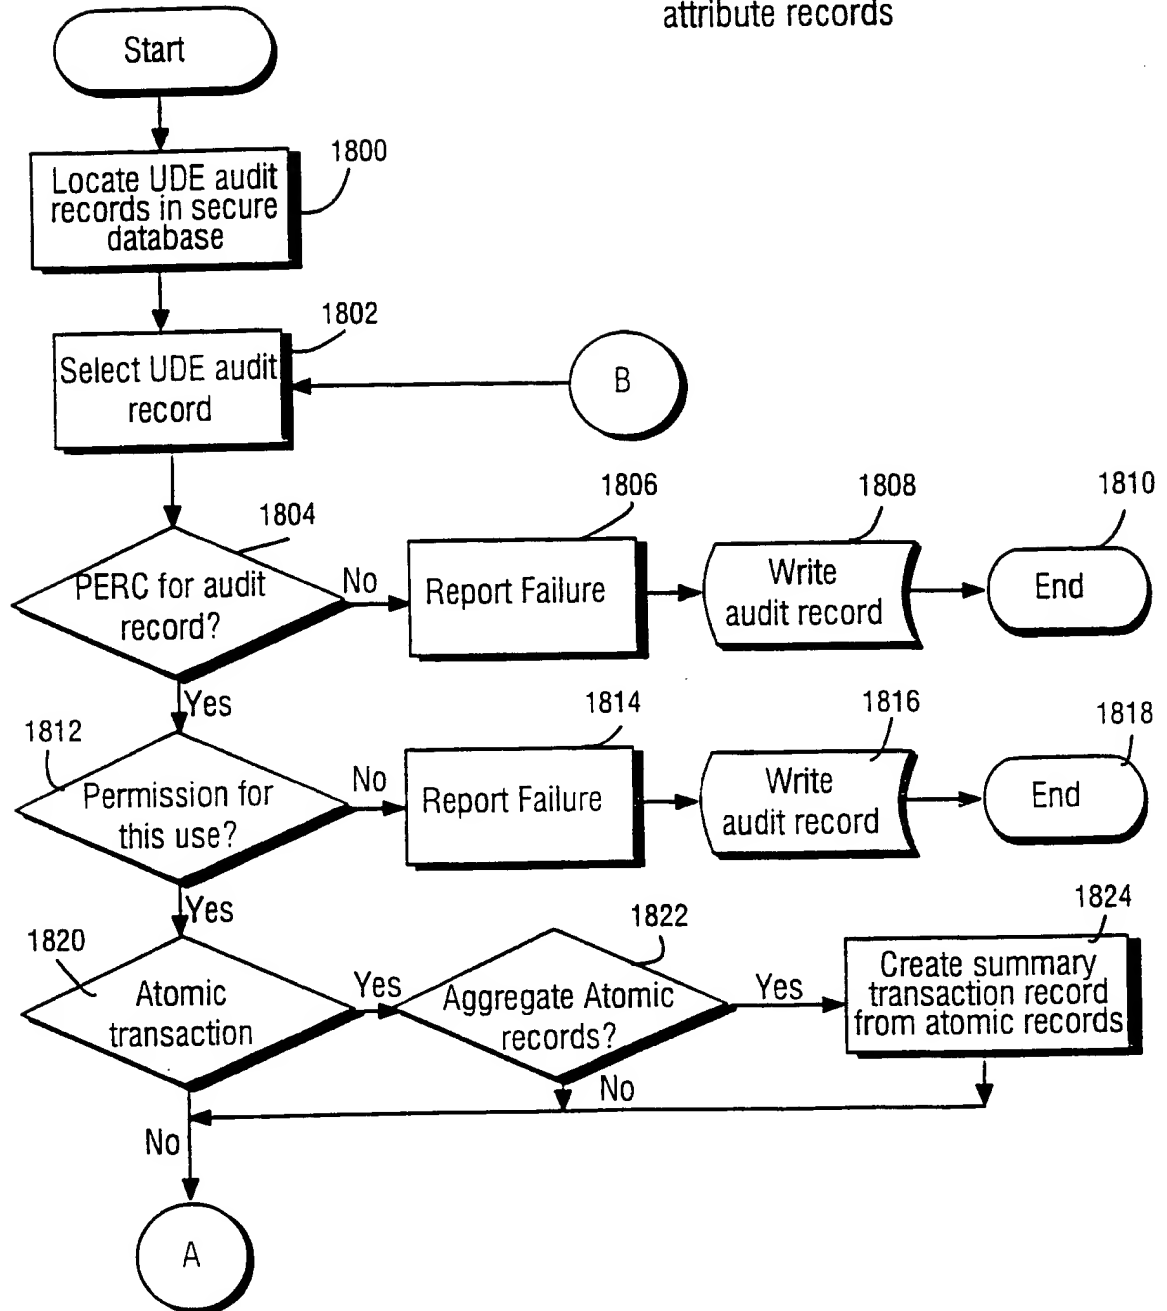 attribute records
Start
1800
Locate UDE audit
records in secure
database
1802
Select UDE audit
record
B
1804
PERC for audit
record?
No
1806
Report Failure
1808
Write
audit record
1810
End
Yes
1812
Permission for
this use?
No
1814
Report Failure
1816
Write
audit record
1818
End
Yes
1820
Atomic
transaction
Yes
1822
Aggregate Atomic
records?
Yes
1824
Create summary
transaction record
from atomic records
No
No
A